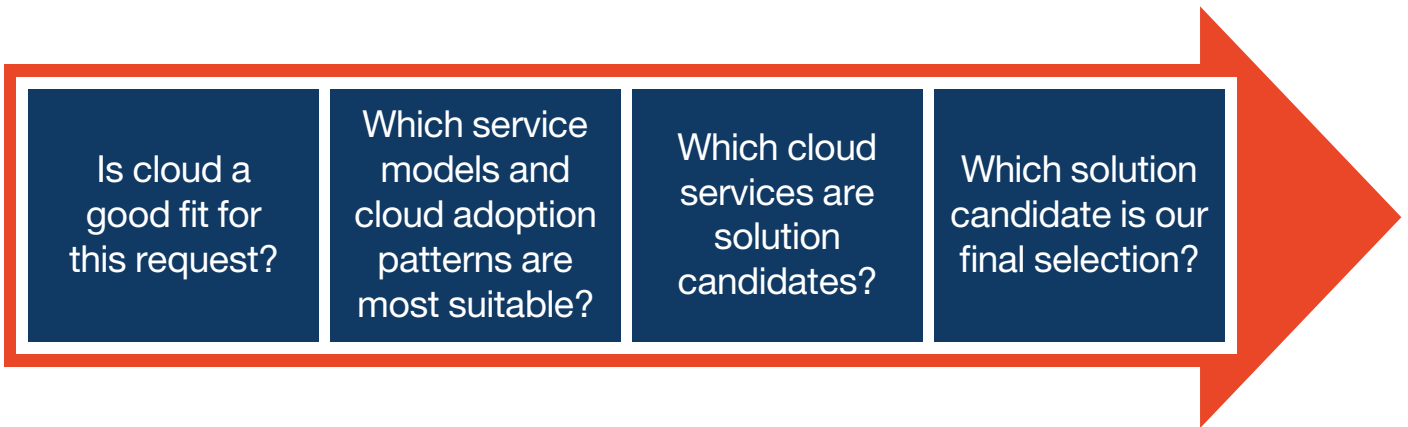 Is cloud a
good fit for
this request?
Which service
models and
cloud adoption
patterns are
most suitable?
Which cloud
services are
solution
candidates?
Which solution
candidate is our
final selection?